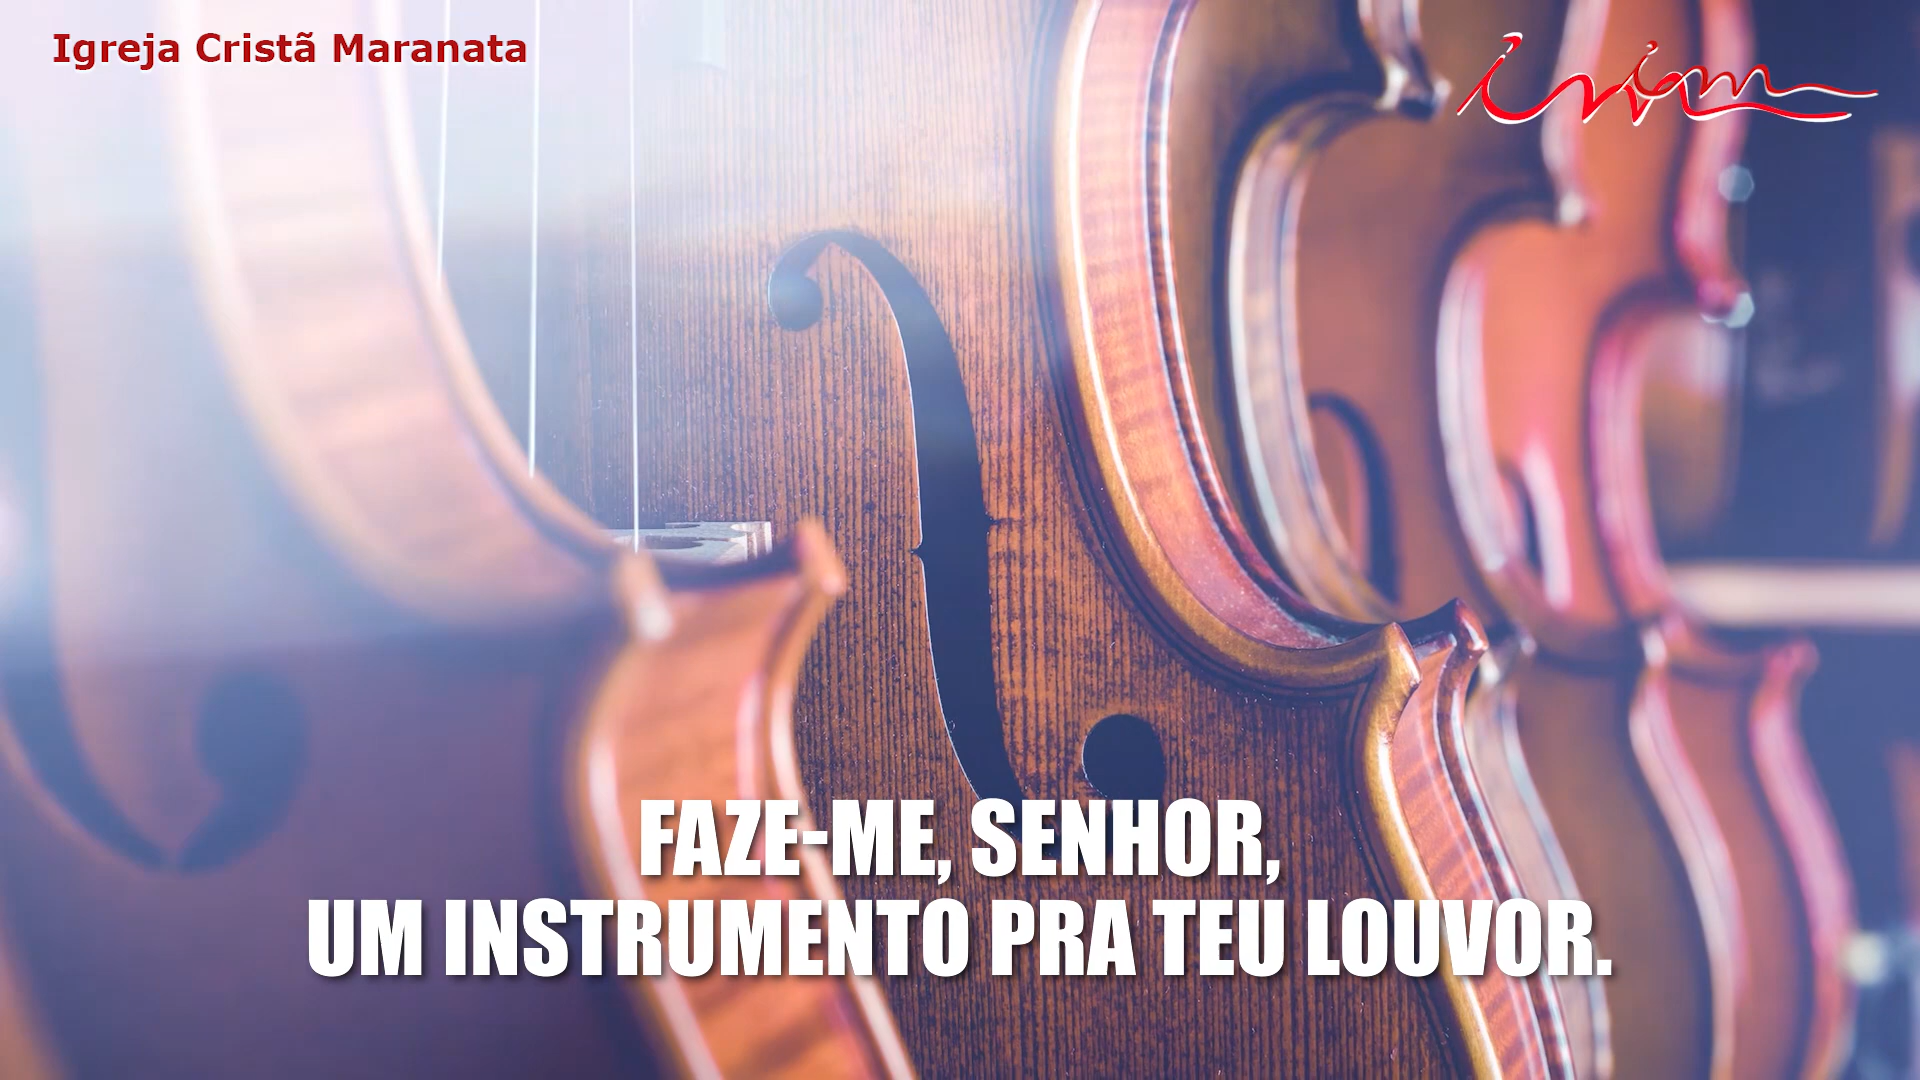 Igreja Cristã Maranata
FAZE-ME, SENHOR,
UM INSTRUMENTO PRA TEU LOUVOR.